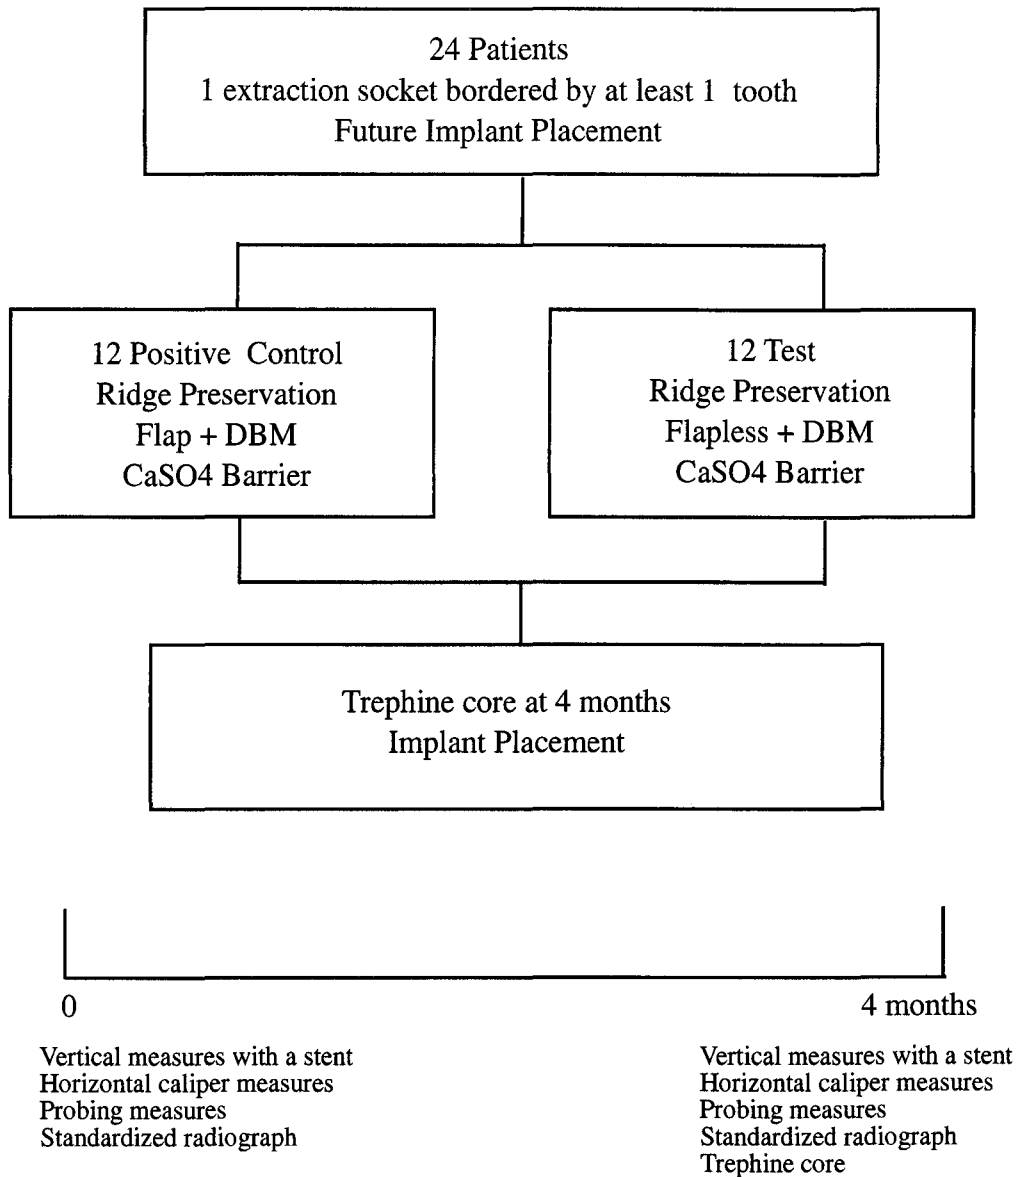 24 Patients
1 extraction socket bordered by at least 1 tooth
Future Implant Placement
12 Positive Control
Ridge Preservation
Flap + DBM
CaSO4 Barrier
12 Test
Ridge Preservation
Flapless + DBM
CaSO4 Barrier
Trephine core at 4 months
Implant Placement
0
4 months
Vertical measures with a stent
Horizontal caliper measures
Probing measures
Standardized radiograph
Vertical measures with a stent
Horizontal caliper measures
Probing measures
Standardized radiograph
Trephine core